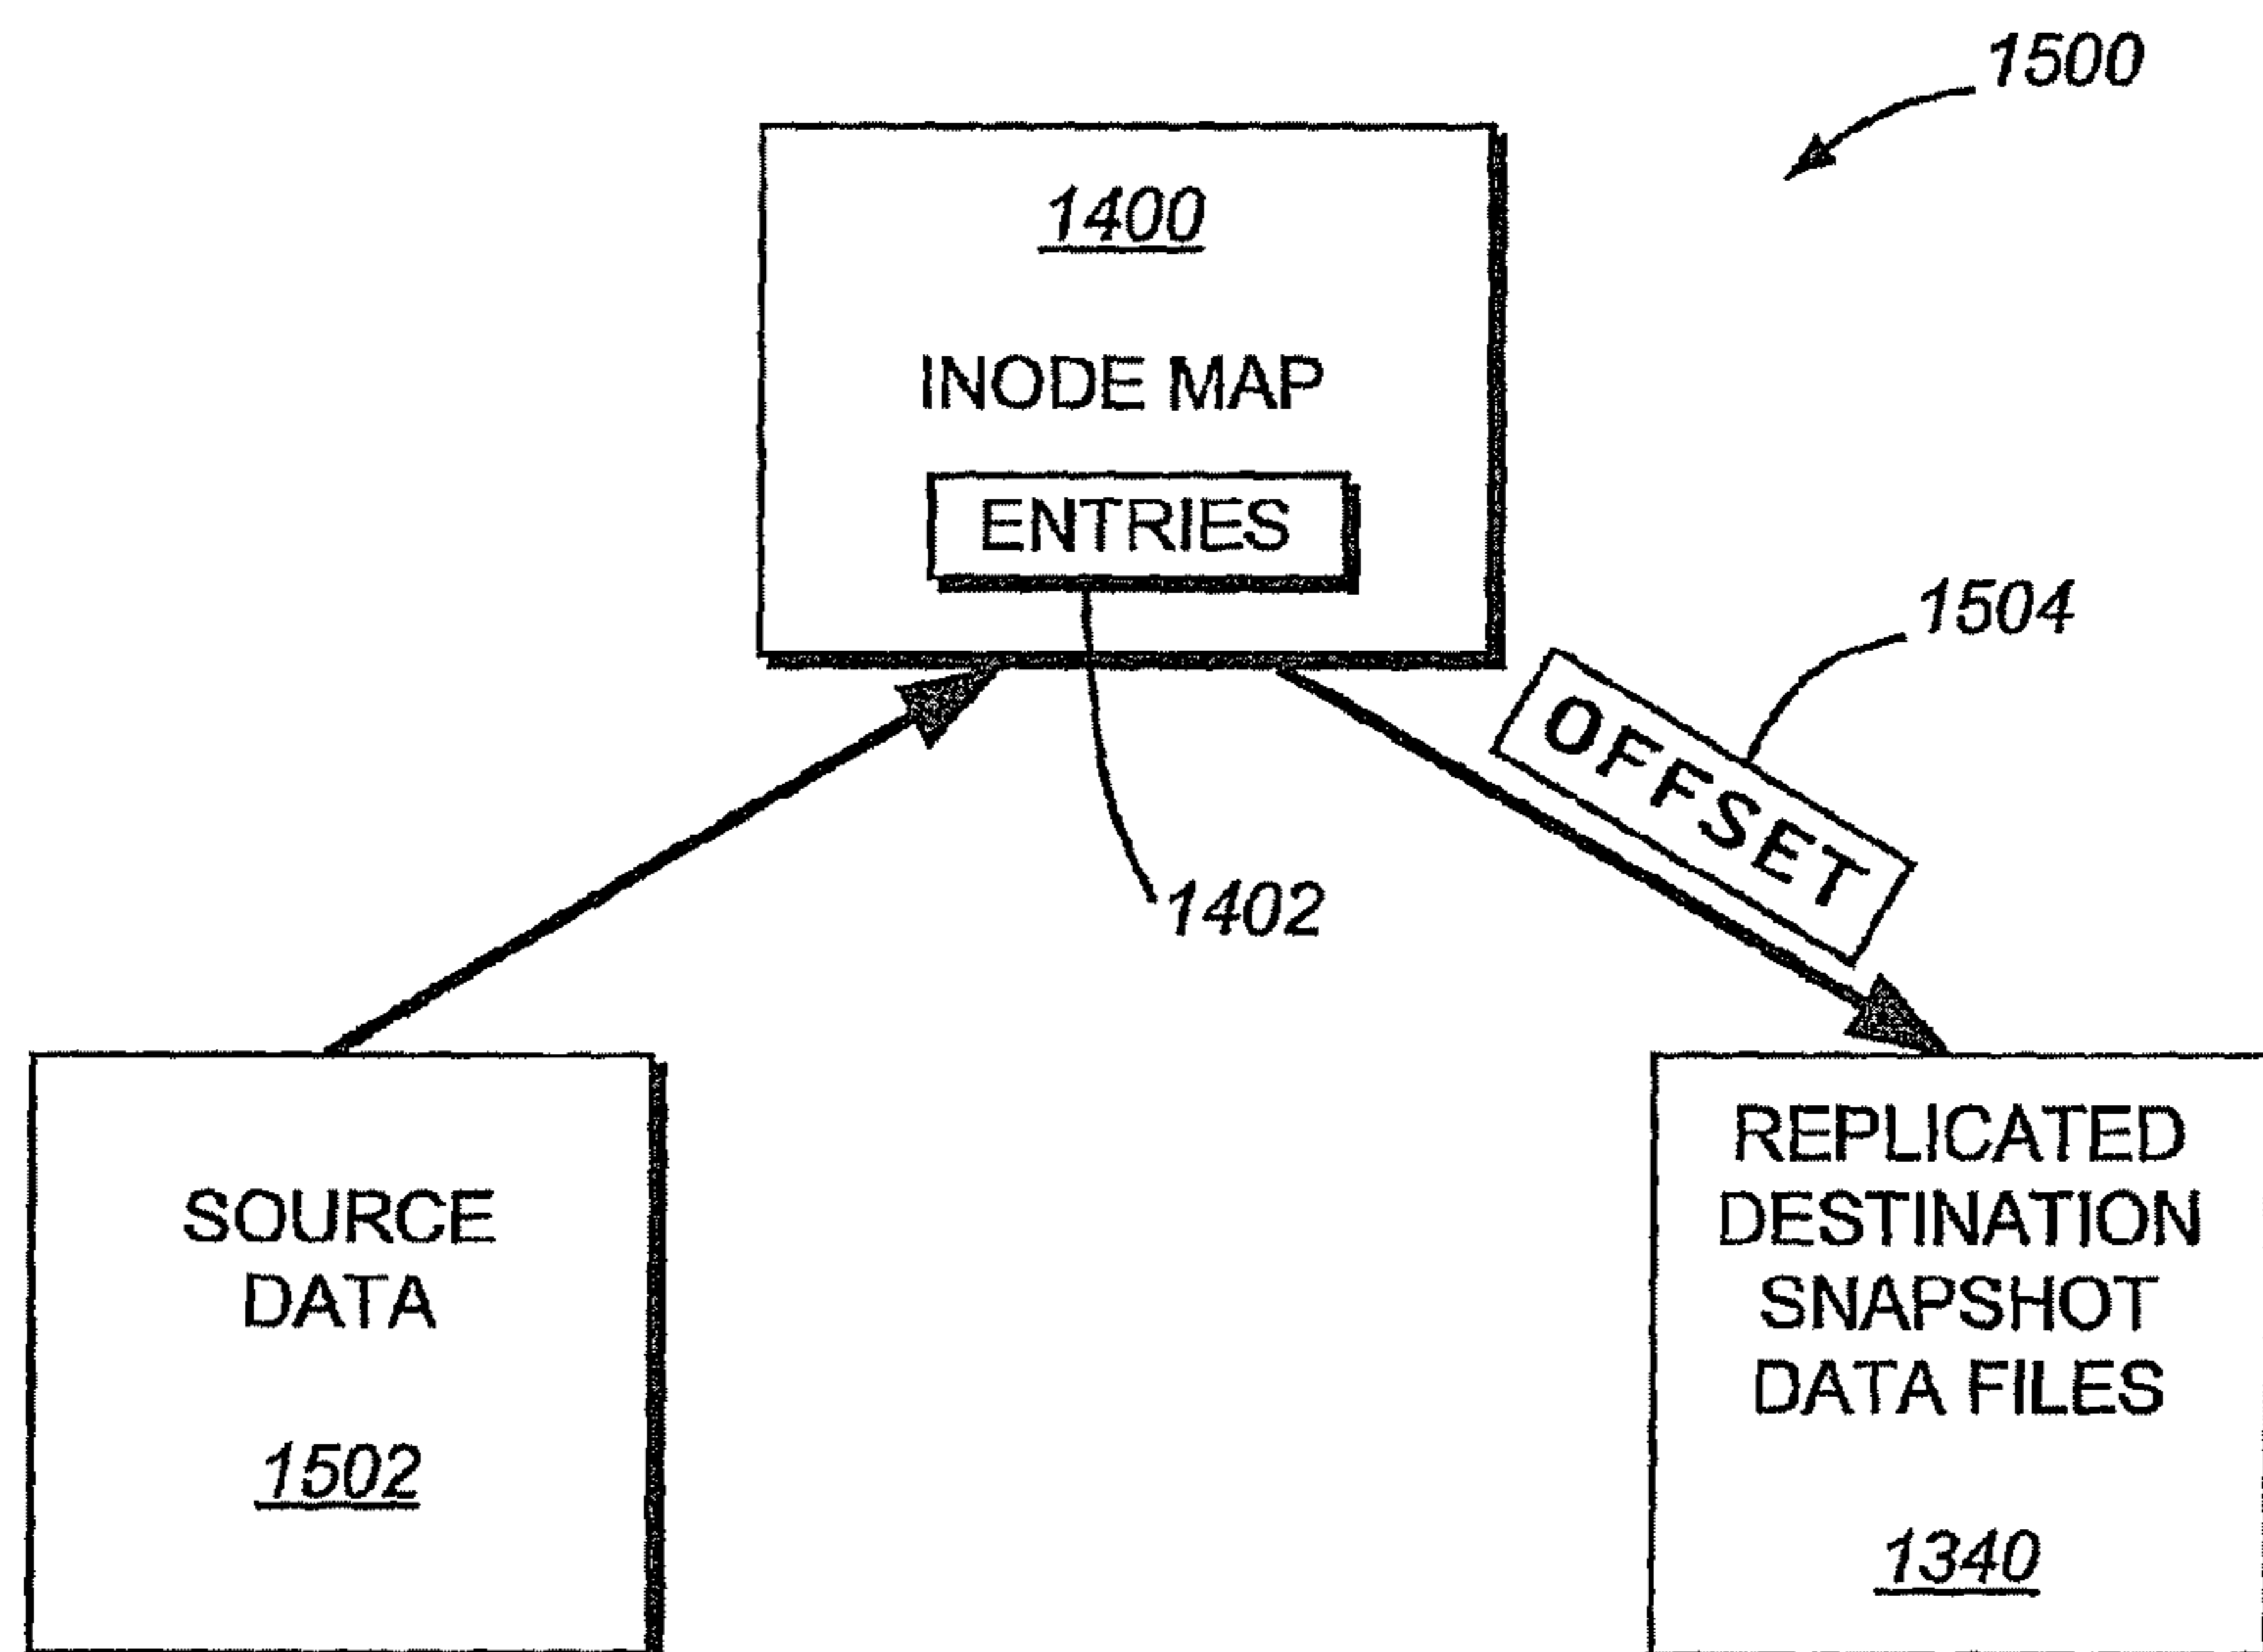 1500
1400
INODE MAP
ENTRIES
1504
OFFSET
1402
SOURCE
DATA
1502
REPLICATED
DESTINATION
SNAPSHOT
DATA FILES
1340